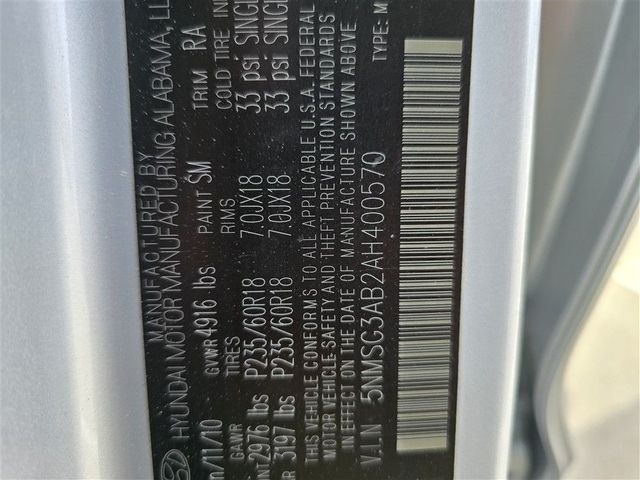 MANUFACTURED BY
HYUNDAI MOTOR MANUFACTURING ALABAMA, LL
/11/10 GVWR 4916 lbs PAINT SM TRIM RA
GAWR TIRES RIMS COLD TIRE IN
NT 2976 lbs P235/60R18 7.0JX18 33 psi SINGL
AR 3197 lbs P235/60R18 7.0JX18 33 psi SINGL
THIS VEHICLE CONFORMS TO ALL APPLICABLE U.S.A. FEDERAL
MOTOR VEHICLE SAFETY AND THEFT PREVENTION STANDARDS
IN EFFECT ON THE DATE OF MANUFACTURE SHOWN ABOVE.
V.I.N 5NMSG3AB2AH400570 TYPE: M